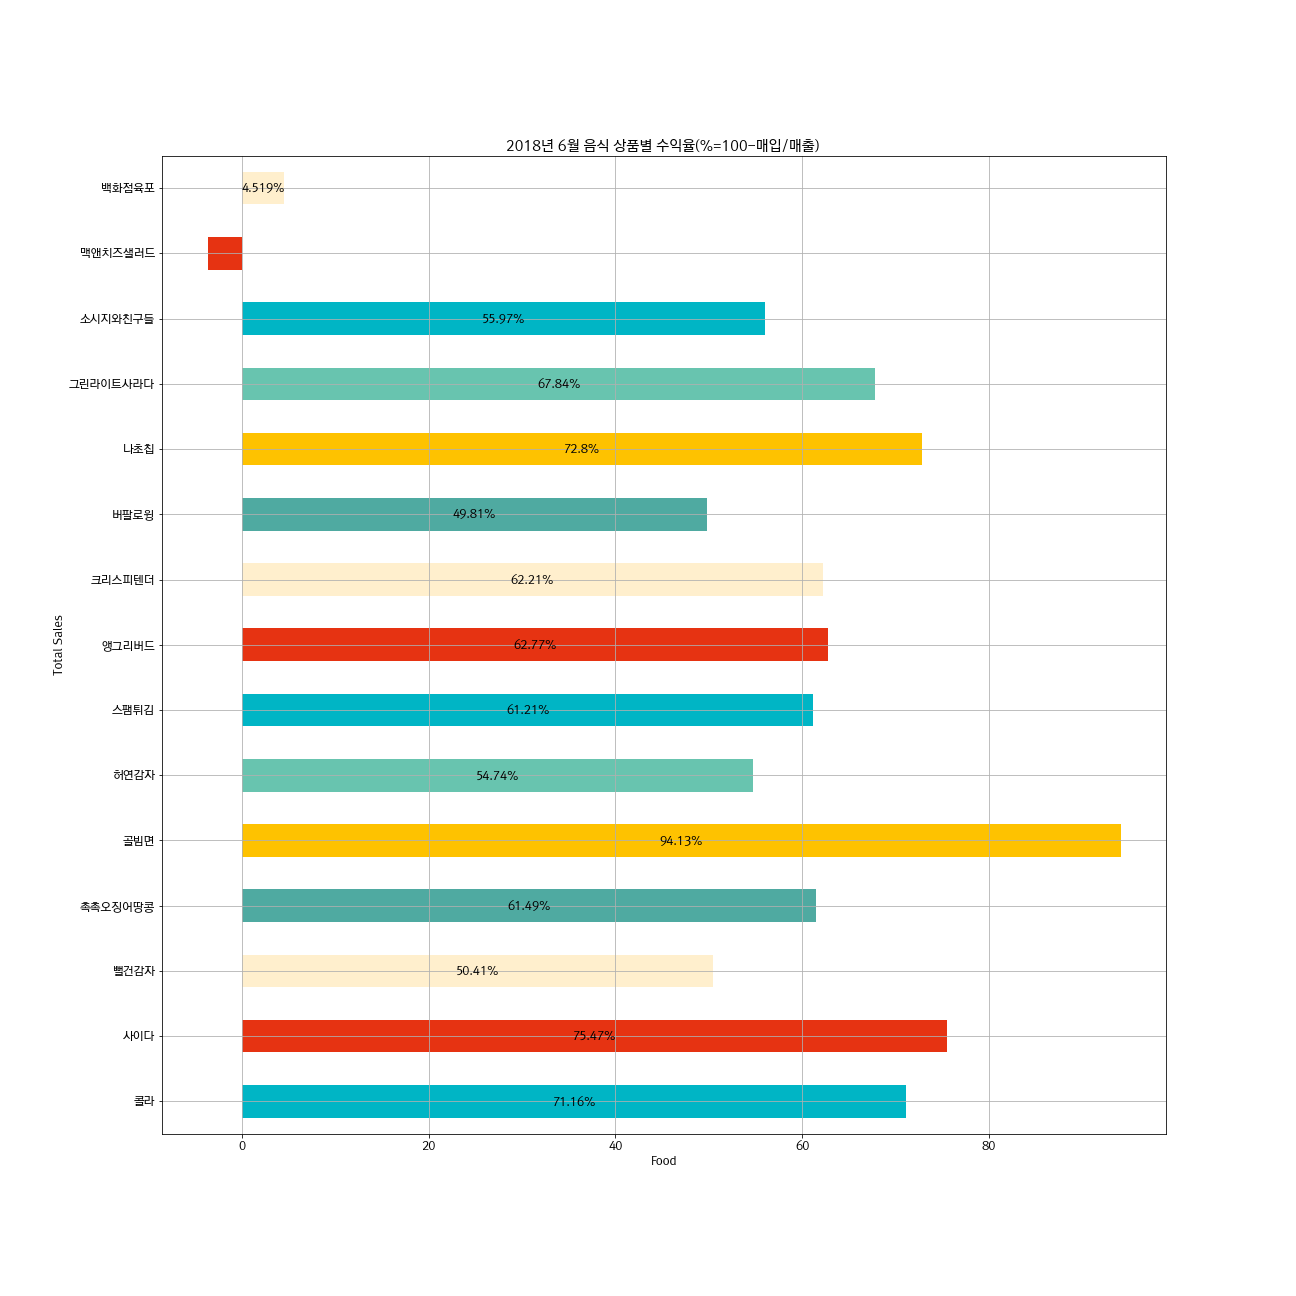 2018년 6월 음식 상품별 수익율(%=100-매입/매출)
백화점육포
4.519%
맥앤치즈샐러드
소시지와친구들
55.97%
그린라이트사라다
67.84%
나초칩
72.8%
버팔로윙
49.81%
크리스피텐더
62.21%
앵그리버드
62.77%
스팸튀김
61.21%
허연감자
54.74%
골빔면
94.13%
촉촉오징어땅콩
61.49%
뻘건감자
50.41%
사이다
75.47%
콜라
71.16%
Total Sales
0 20 40 60 80
Food